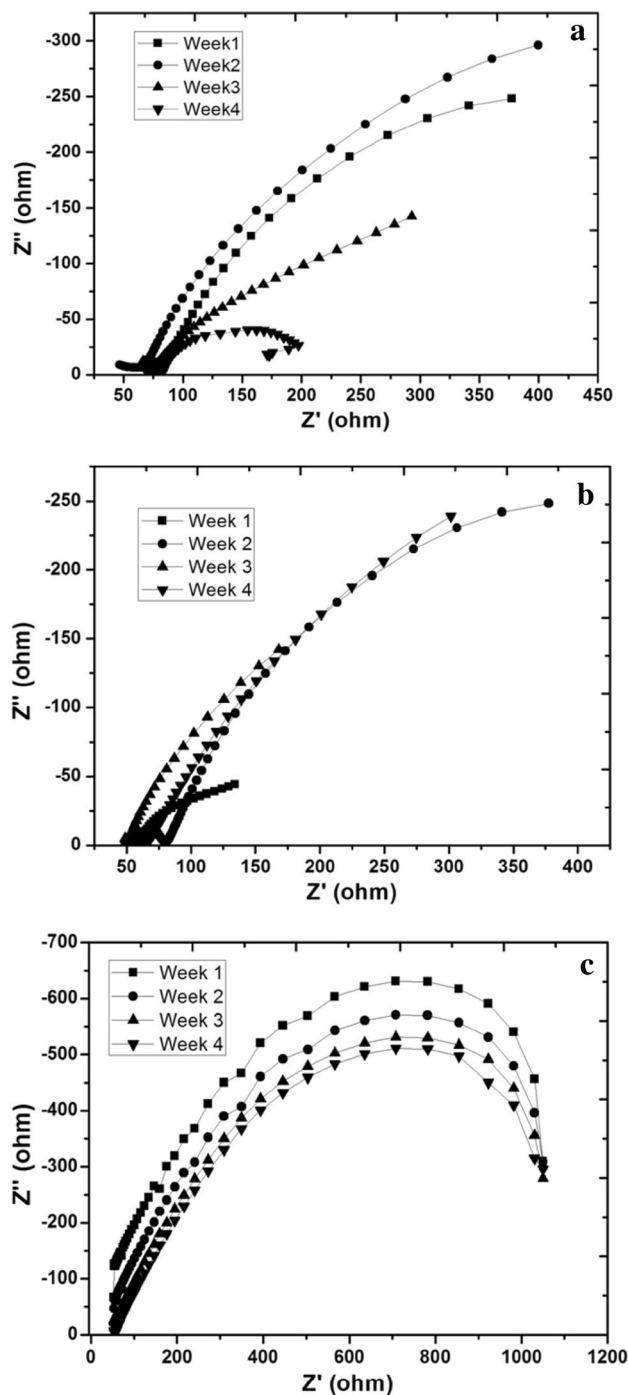 a
Week1
Week2
Week3
Week4
-300
-250
-200
-150
-100
-50
0
Z'' (ohm)
50 100 150 200 250 300 350 400 450
Z' (ohm)
b
Week 1
Week 2
Week 3
Week 4
-250
-200
-150
-100
-50
0
Z'' (ohm)
50 100 150 200 250 300 350 400
Z' (ohm)
c
Week 1
Week 2
Week 3
Week 4
-700
-600
-500
-400
-300
-200
-100
0
Z'' (ohm)
0 200 400 600 800 1000 1200
Z' (ohm)